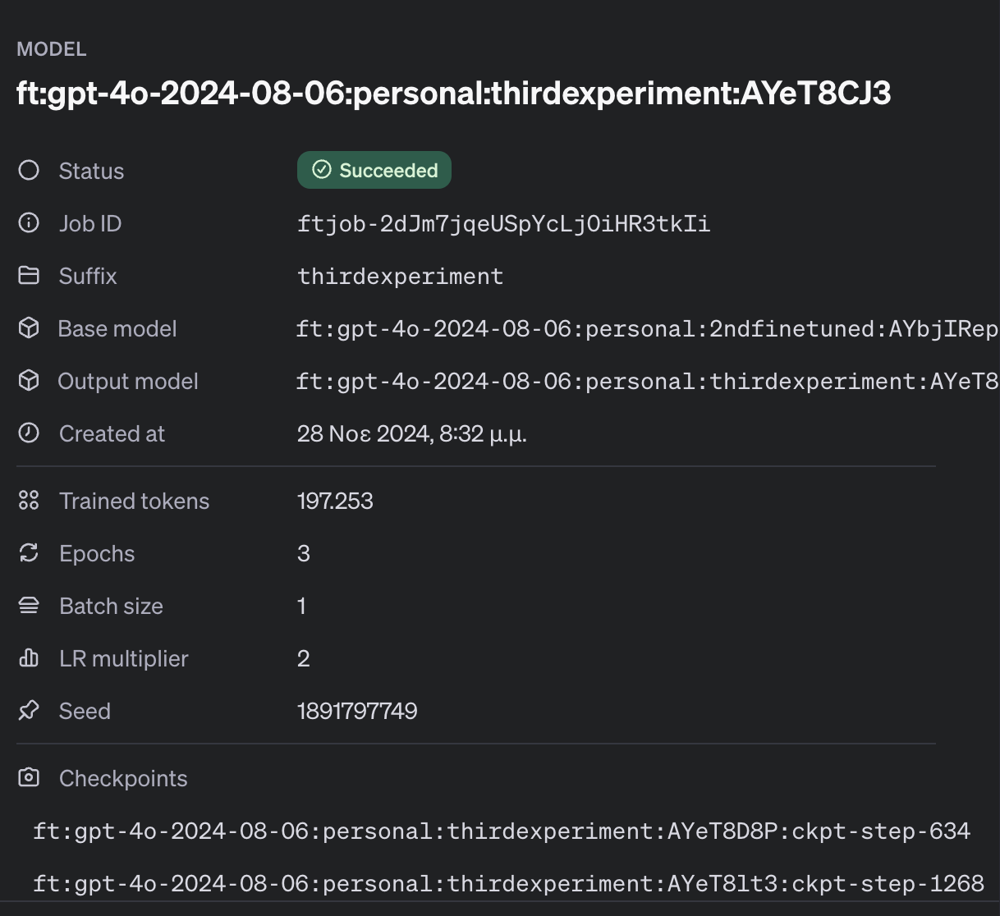 MODEL
ft:gpt-4o-2024-08-06:personal:thirdexperiment:AYeT8CJ3
Status Succeeded
Job ID ftjob-2dJm7jqeUSpYcLjOiHR3tkIi
Suffix thirdexperiment
Base model ft:gpt-4o-2024-08-06:personal:2ndfinetuned:AYbjIRep
Output model ft:gpt-4o-2024-08-06:personal:thirdexperiment:AYeT8
Created at 28 Νοε 2024, 8:32 μ.μ.
Trained tokens 197.253
Epochs 3
Batch size 1
LR multiplier 2
Seed 1891797749
Checkpoints
ft:gpt-4o-2024-08-06:personal:thirdexperiment:AYeT8D8P:ckpt-step-634
ft:gpt-4o-2024-08-06:personal:thirdexperiment:AYeT8lt3:ckpt-step-1268